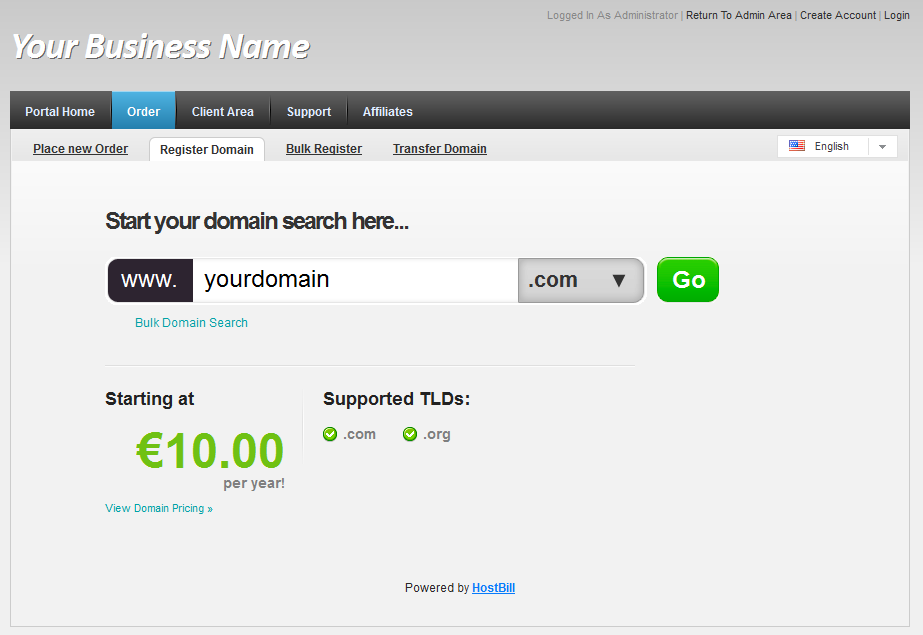 Logged In As Administrator | Return To Admin Area | Create Account | Login
Your Business Name
Portal Home Order Client Area Support Affiliates
Place new Order Register Domain Bulk Register Transfer Domain English
Start your domain search here...
www. yourdomain .com ▼ Go
Bulk Domain Search
Starting at Supported TLDs:
.com .org
€10.00
per year!
View Domain Pricing »
Powered by HostBill